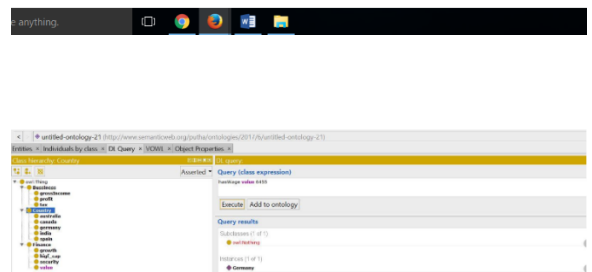 e anything.
untitled-ontology-21 (http://www.semanticweb.org/putha/ontologies/2017/6/untitled-ontology-21)
Entities × Individuals by class × DL Query × VOWL × Object Properties ×
Class hierarchy: Country
DL query:
Asserted
Query (class expression)
value 6433
owl:Thing
Business
grossIncome
profit
tax
Execute Add to ontology
Country
australia
canada
germany
india
spain
Query results
Subclasses (1 of 1)
owl:Nothing
Finance
growth
security
value
Instances (1 of 1)
Germany